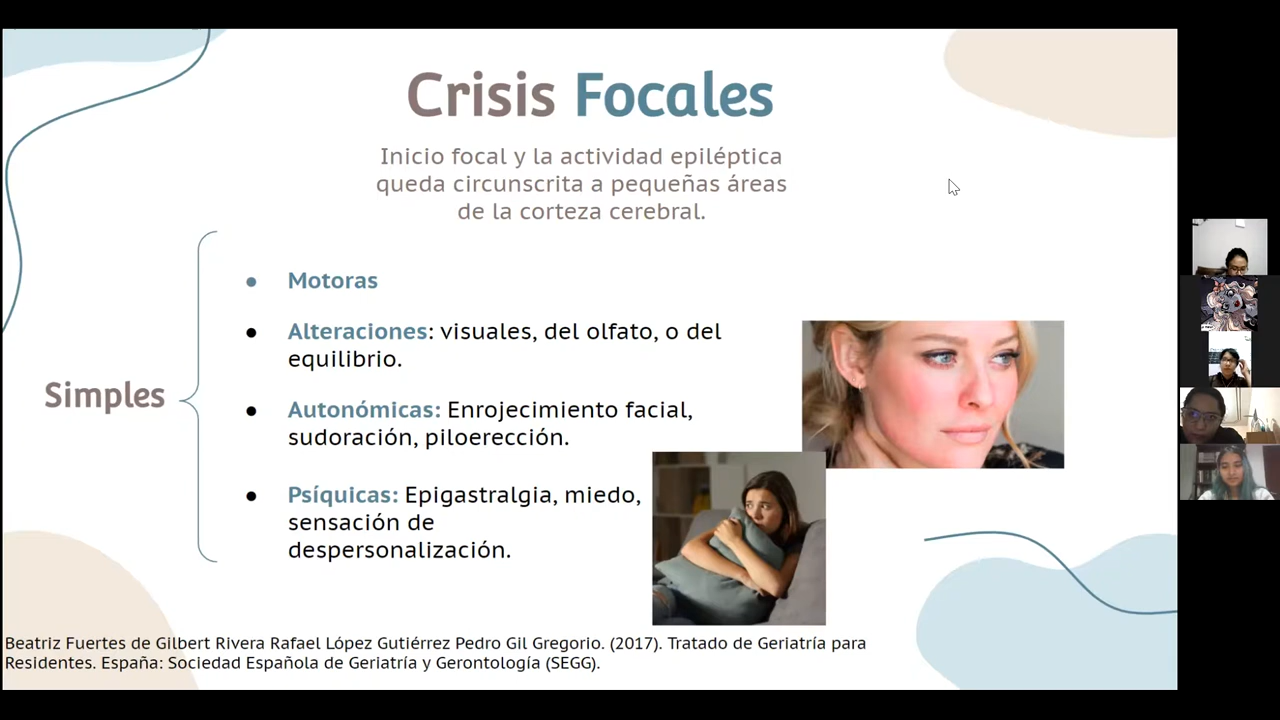 Crisis Focales
Inicio focal y la actividad epiléptica
queda circunscrita a pequeñas áreas
de la corteza cerebral.
Simples
● Motoras
● Alteraciones: visuales, del olfato, o del
equilibrio.
● Autonómicas: Enrojecimiento facial,
sudoración, piloerección.
● Psíquicas: Epigastralgia, miedo,
sensación de
despersonalización.
Beatriz Fuertes de Gilbert Rivera Rafael López Gutiérrez Pedro Gil Gregorio. (2017). Tratado de Geriatría para
Residentes. España: Sociedad Española de Geriatría y Gerontología (SEGG).